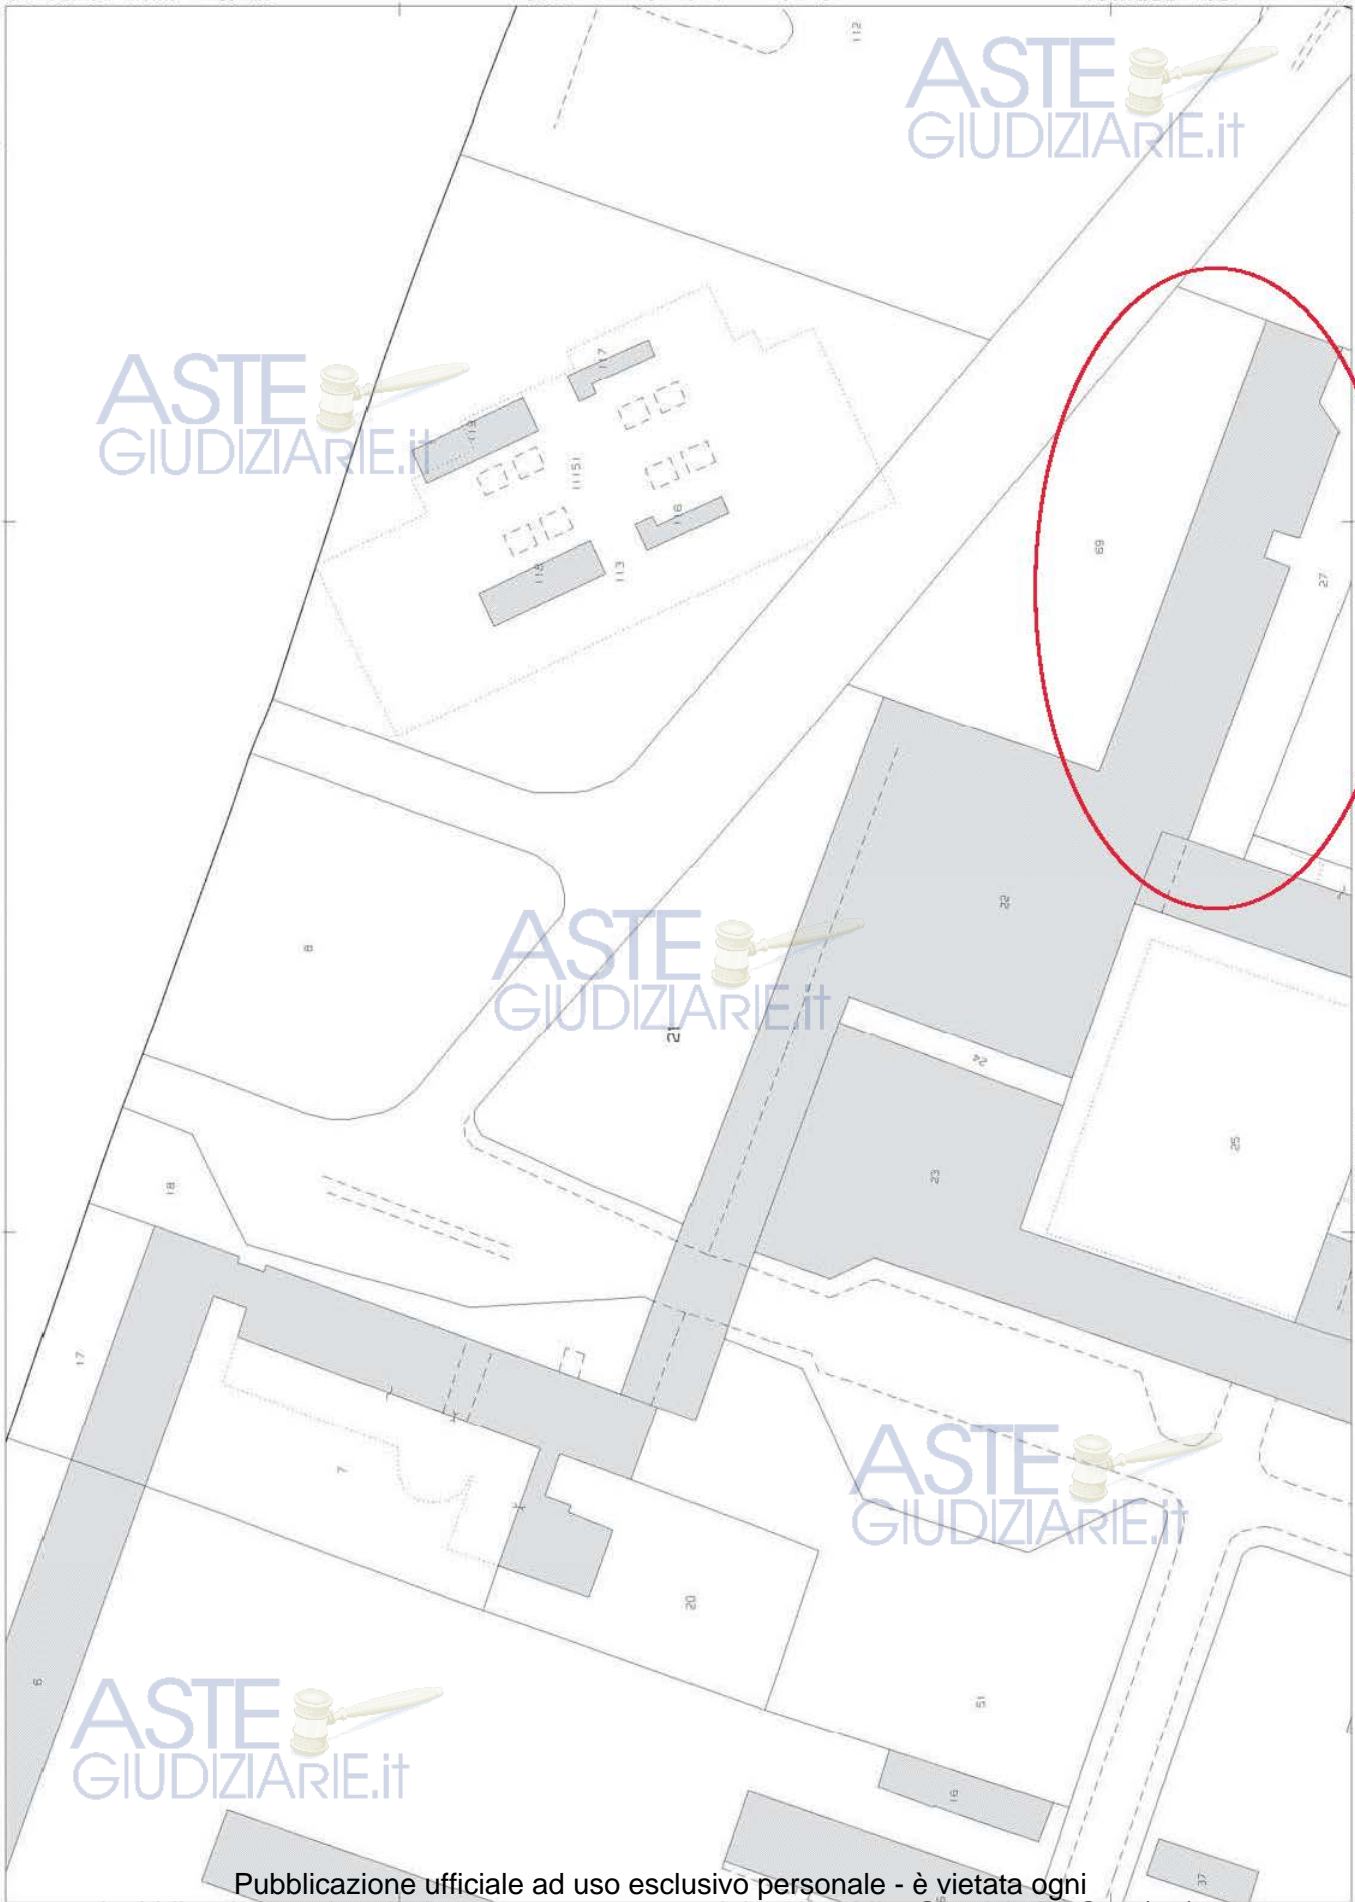 112
ASTE
GIUDIZIARIE.it
117
ASTE
GIUDIZIARIE.it
119
11151
116
69
118
113
27
22
8
ASTE
GIUDIZIARIE.it
21
24
25
23
18
17
7
ASTE
GIUDIZIARIE.it
20
6
51
ASTE
GIUDIZIARIE.it
16
37
Pubblicazione ufficiale ad uso esclusivo personale - è vietata ogni